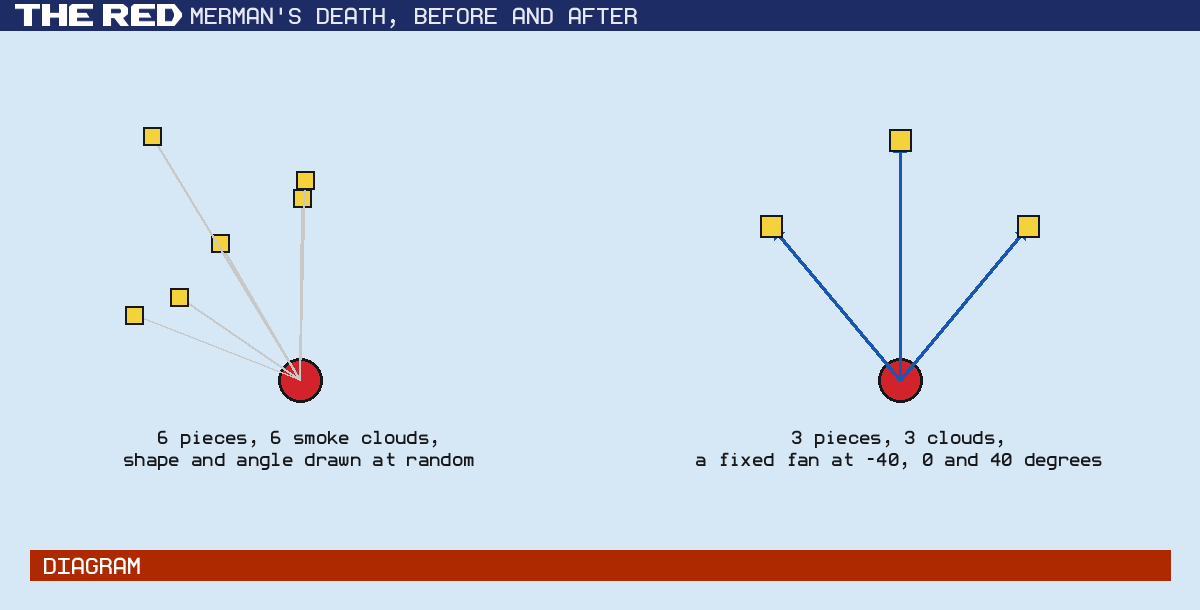 THE RED MERMAN'S DEATH, BEFORE AND AFTER
6 pieces, 6 smoke clouds,
shape and angle drawn at random
3 pieces, 3 clouds,
a fixed fan at -40, 0 and 40 degrees
DIAGRAM